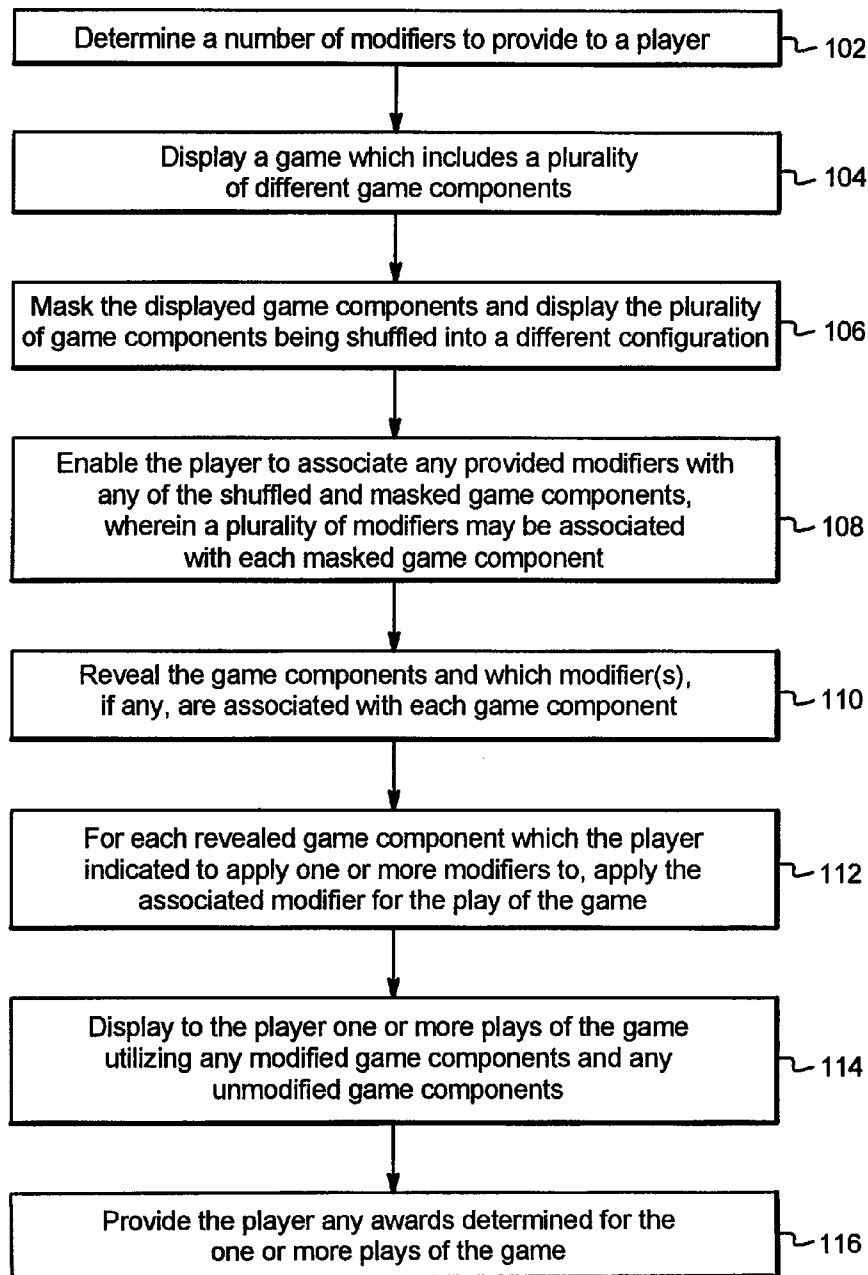 Determine a number of modifiers to provide to a player
102
Display a game which includes a plurality
of different game components
104
Mask the displayed game components and display the plurality
of game components being shuffled into a different configuration
106
Enable the player to associate any provided modifiers with
any of the shuffled and masked game components,
wherein a plurality of modifiers may be associated
with each masked game component
108
Reveal the game components and which modifier(s),
if any, are associated with each game component
110
For each revealed game component which the player
indicated to apply one or more modifiers to, apply the
associated modifier for the play of the game
112
Display to the player one or more plays of the game
utilizing any modified game components and any
unmodified game components
114
Provide the player any awards determined for the
one or more plays of the game
116